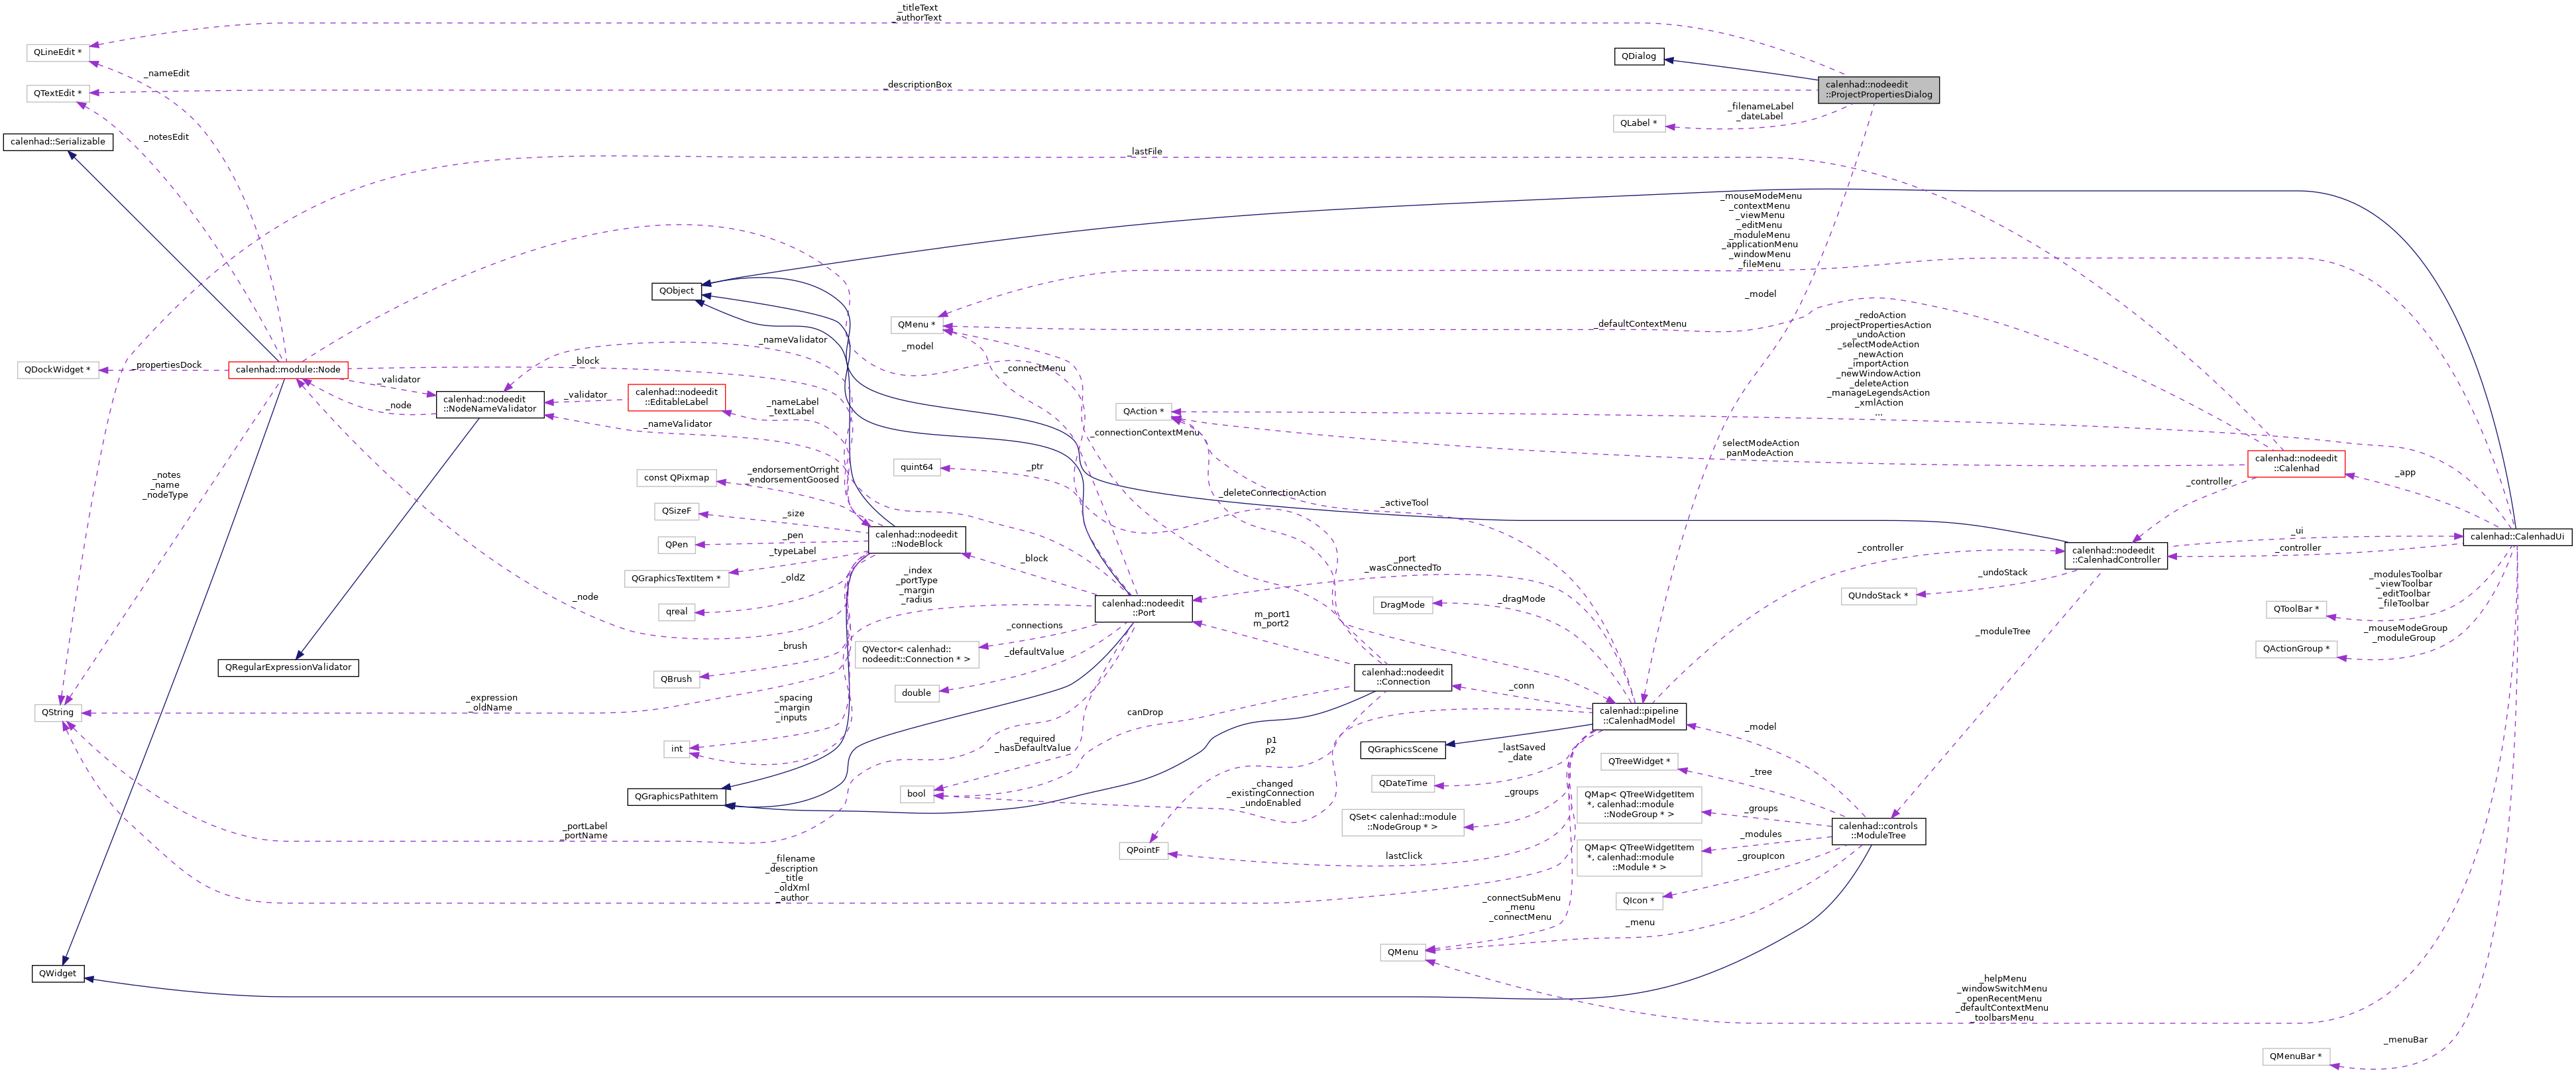 _titleText
_authorText
QLineEdit *
QDialog
_nameEdit
calenhad::nodeedit
::ProjectPropertiesDialog
QTextEdit *
_descriptionBox
_filenameLabel
_dateLabel
QLabel *
_notesEdit
calenhad::Serializable
_lastFile
_mouseModeMenu
_contextMenu
_viewMenu
_editMenu
_moduleMenu
_applicationMenu
_windowMenu
_fileMenu
QObject
_model
QMenu *
_defaultContextMenu
_redoAction
_projectPropertiesAction
_undoAction
_selectModeAction
_newAction
_importAction
_newWindowAction
_deleteAction
_manageLegendsAction
_xmlAction
...
_nameValidator
_model
_block
_connectMenu
_propertiesDock
QDockWidget *
calenhad::module::Node
_validator
_node
calenhad::nodeedit
::NodeNameValidator
_validator
calenhad::nodeedit
::EditableLabel
_nameLabel
_textLabel
_nameValidator
QAction *
_connectionContextMenu
selectModeAction
panModeAction
calenhad::nodeedit
::Calenhad
_app
_controller
_notes
_name
_nodeType
const QPixmap
_endorsementOrright
_endorsementGoosed
quint64
_ptr
_deleteConnectionAction
_activeTool
QSizeF
_size
calenhad::nodeedit
::NodeBlock
QPen
_pen
_typeLabel
QGraphicsTextItem *
_block
_port
_wasConnectedTo
_controller
calenhad::nodeedit
::CalenhadController
_ui
_controller
calenhad::CalenhadUi
_oldZ
qreal
_index
_portType
_margin
_radius
_node
calenhad::nodeedit
::Port
_undoStack
QUndoStack *
_dragMode
DragMode
_modulesToolbar
_viewToolbar
_editToolbar
_fileToolbar
QToolBar *
_connections
m_port1
m_port2
_moduleTree
_mouseModeGroup
_moduleGroup
QActionGroup *
QVector< calenhad::
nodeedit::Connection * >
_defaultValue
_brush
QBrush
QRegularExpressionValidator
double
calenhad::nodeedit
::Connection
_conn
_expression
_oldName
QString
_spacing
_margin
_inputs
canDrop
calenhad::pipeline
::CalenhadModel
_model
int
_required
_hasDefaultValue
p1
p2
QGraphicsScene
_lastSaved
_date
QTreeWidget *
_tree
QGraphicsPathItem
bool
_changed
_existingConnection
_undoEnabled
QDateTime
_groups
QMap< QTreeWidgetItem
*, calenhad::module
::NodeGroup * >
_groups
QSet< calenhad::module
::NodeGroup * >
calenhad::controls
::ModuleTree
_portLabel
_portName
QPointF
lastClick
QMap< QTreeWidgetItem
*, calenhad::module
::Module * >
_modules
_groupIcon
_filename
_description
_title
_oldXml
_author
QIcon *
_connectSubMenu
_menu
_connectMenu
_menu
QMenu
QWidget
_helpMenu
_windowSwitchMenu
_openRecentMenu
_defaultContextMenu
_toolbarsMenu
_menuBar
QMenuBar *